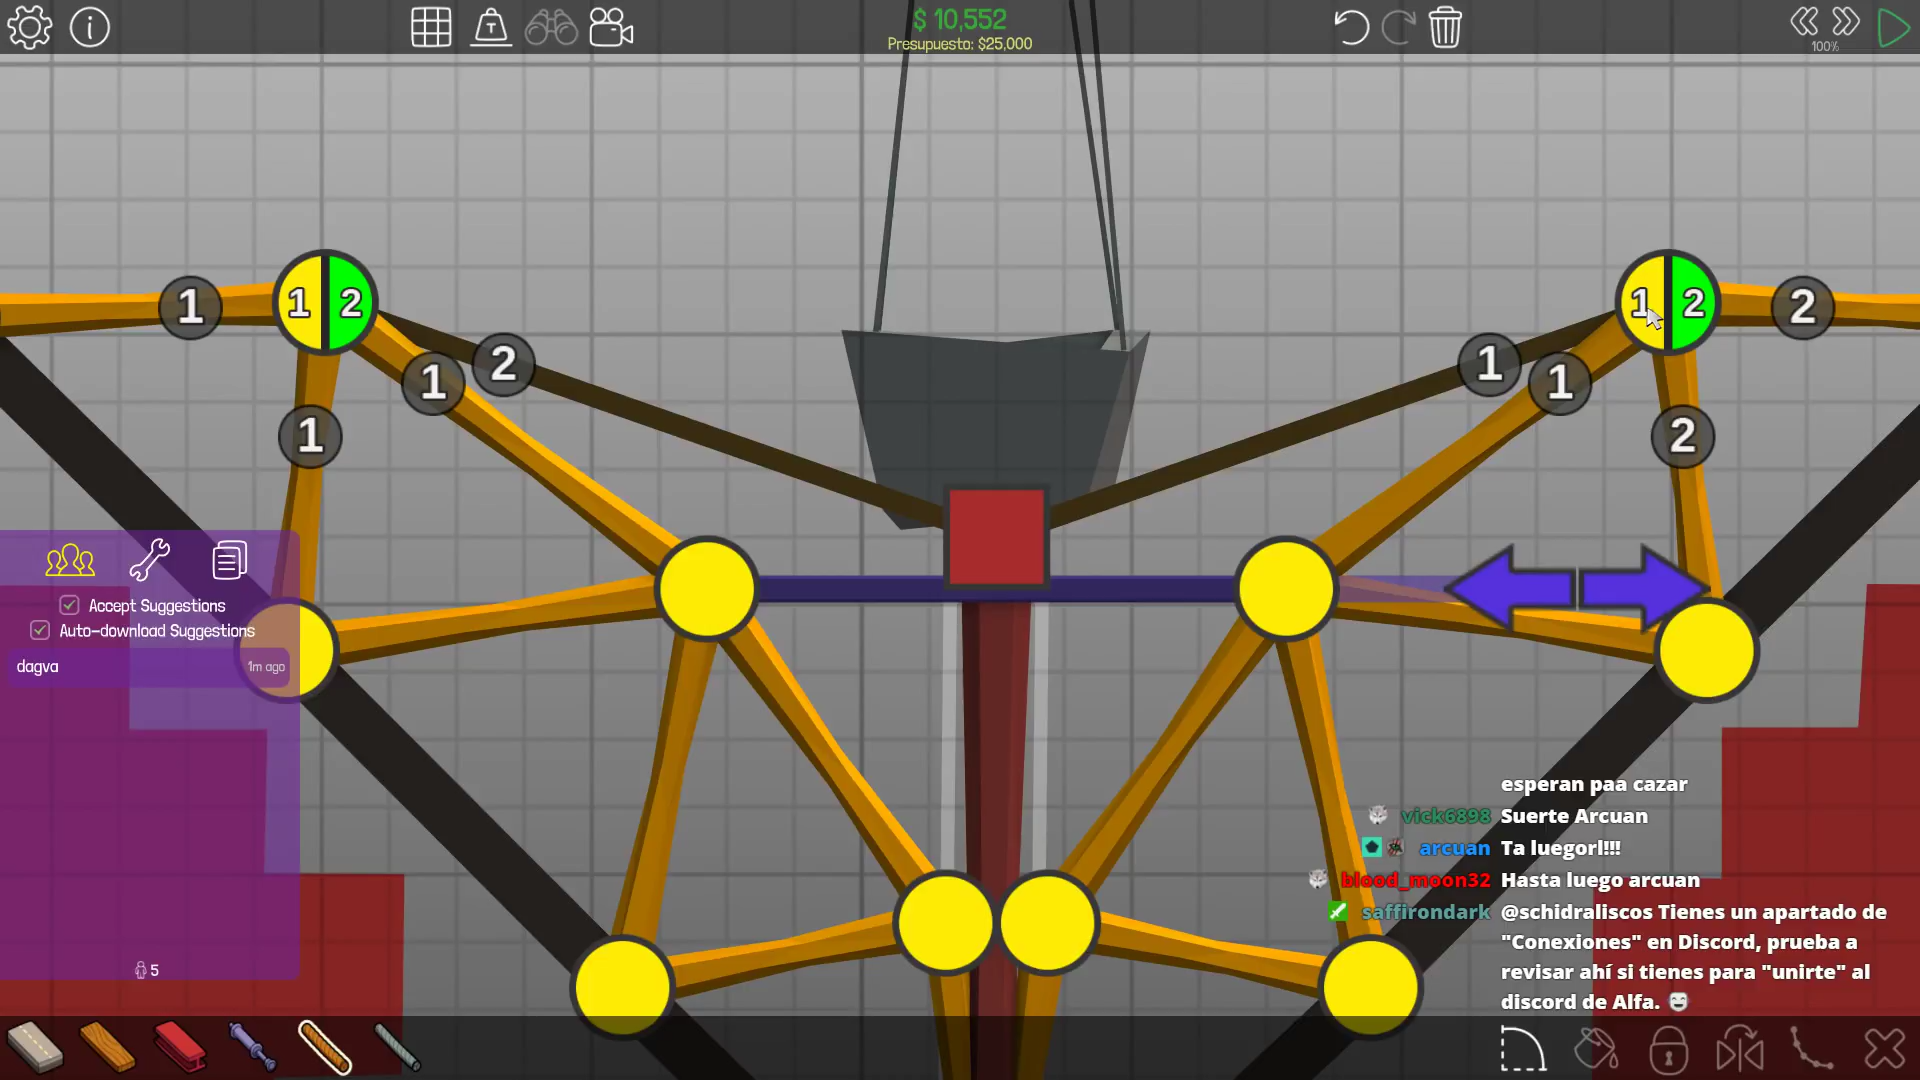 $ 10,552
Presupuesto: $25,000
100%
1 2
1 2
1
1
2
1
1
1
2
2
Accept Suggestions
Auto-download Suggestions
dagva 1m ago
5
esperan paa cazar
vick6898 Suerte Arcuan
arcuan Ta luegorl!!!
blood_moon32 Hasta luego arcuan
saffirondark @schidraliscos Tienes un apartado de
"Conexiones" en Discord, prueba a
revisar ahí si tienes para "unirte" al
discord de Alfa.